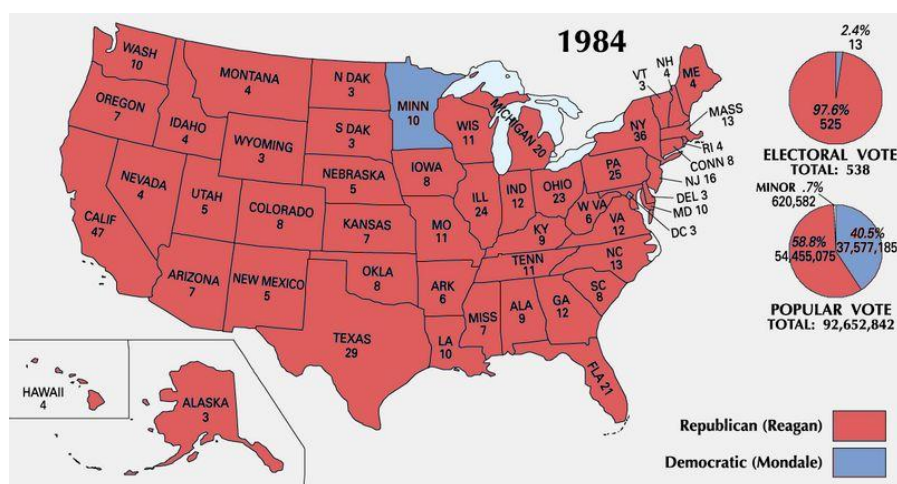 1984
WASH
10
OREGON
7
CALIF
47
NEVADA
4
IDAHO
4
MONTANA
4
WYOMING
3
UTAH
5
ARIZONA
7
COLORADO
8
NEW MEXICO
5
N DAK
3
S DAK
3
NEBRASKA
5
KANSAS
7
OKLA
8
TEXAS
29
MINN
10
IOWA
8
MO
11
ARK
6
LA
10
WIS
11
ILL
24
MICHIGAN 20
IND
12
OHIO
23
KY
9
TENN
11
MISS
7
ALA
9
GA
12
FLA 21
SC
8
NC
13
VA
12
W VA
6
PA
25
NY
36
VT
3
NH
4
ME
4
MASS
13
RI 4
CONN 8
NJ 16
DEL 3
MD 10
DC 3
HAWAII
4
ALASKA
3
2.4%
13
97.6%
525
ELECTORAL VOTE
TOTAL: 538
MINOR .7%
620,582
58.8%
54,455,075
40.5%
37,577,185
POPULAR VOTE
TOTAL: 92,652,842
Republican (Reagan)
Democratic (Mondale)